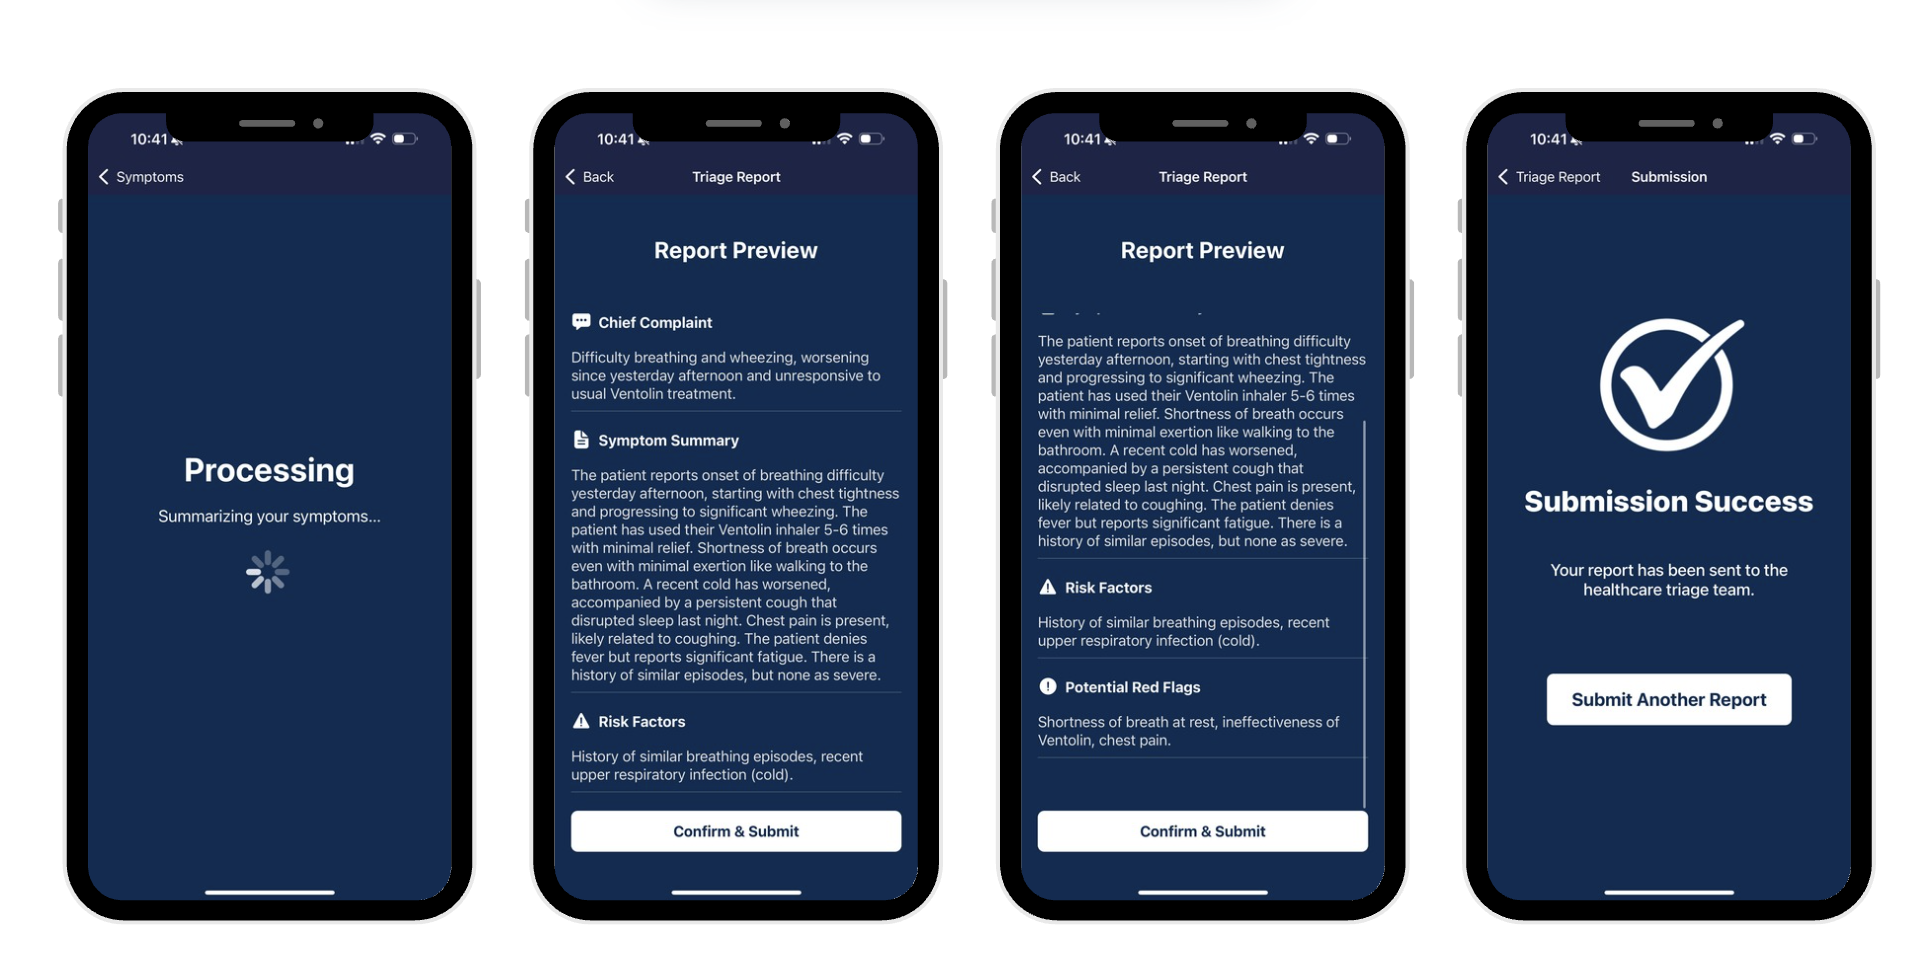 10:41
Symptoms
Processing
Summarizing your symptoms...
10:41
Back
Triage Report
Report Preview
Chief Complaint
Difficulty breathing and wheezing, worsening
since yesterday afternoon and unresponsive to
usual Ventolin treatment.
Symptom Summary
The patient reports onset of breathing difficulty
yesterday afternoon, starting with chest tightness
and progressing to significant wheezing. The
patient has used their Ventolin inhaler 5-6 times
with minimal relief. Shortness of breath occurs
even with minimal exertion like walking to the
bathroom. A recent cold has worsened,
accompanied by a persistent cough that
disrupted sleep last night. Chest pain is present,
likely related to coughing. The patient denies
fever but reports significant fatigue. There is a
history of similar episodes, but none as severe.
Risk Factors
History of similar breathing episodes, recent
upper respiratory infection (cold).
Confirm & Submit
10:41
Back
Triage Report
Report Preview
The patient reports onset of breathing difficulty
yesterday afternoon, starting with chest tightness
and progressing to significant wheezing. The
patient has used their Ventolin inhaler 5-6 times
with minimal relief. Shortness of breath occurs
even with minimal exertion like walking to the
bathroom. A recent cold has worsened,
accompanied by a persistent cough that
disrupted sleep last night. Chest pain is present,
likely related to coughing. The patient denies
fever but reports significant fatigue. There is a
history of similar episodes, but none as severe.
Risk Factors
History of similar breathing episodes, recent
upper respiratory infection (cold).
Potential Red Flags
Shortness of breath at rest, ineffectiveness of
Ventolin, chest pain.
Confirm & Submit
10:41
Triage Report
Submission
Submission Success
Your report has been sent to the
healthcare triage team.
Submit Another Report